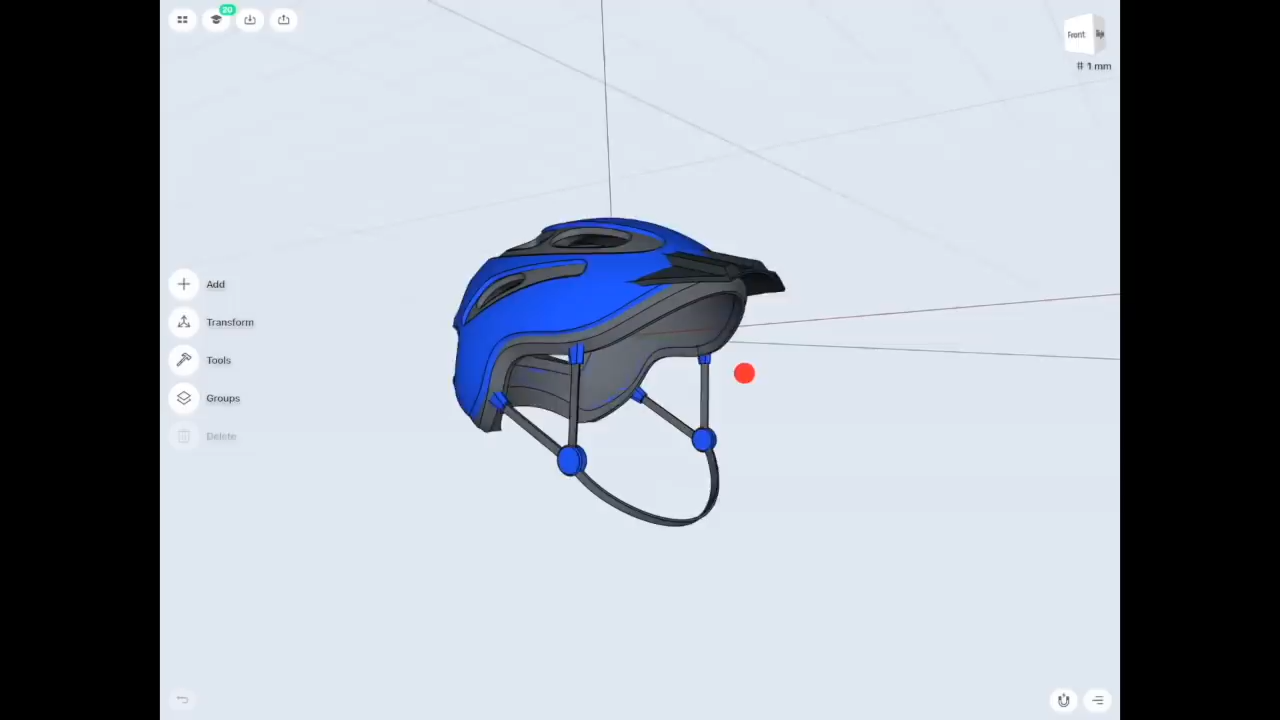 20
Front
# 1 mm
Add
Transform
Tools
Groups
Delete